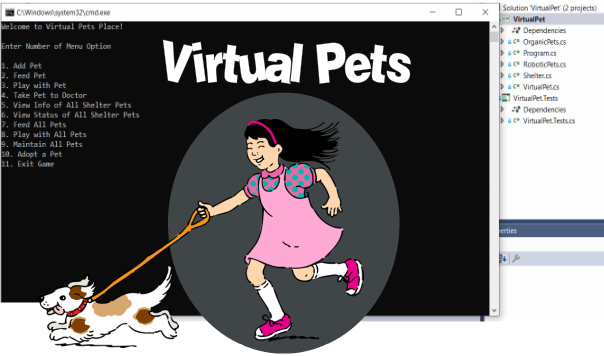 C:\Windows\system32\cmd.exe
Welcome to Virtual Pets Place!
Enter Number of Menu Option
1. Add Pet
2. Feed Pet
3. Play with Pet
4. Take Pet to Doctor
5. View Info of All Shelter Pets
6. View Status of All Shelter Pets
7. Feed All Pets
8. Play with All Pets
9. Maintain All Pets
10. Adopt a Pet
11. Exit Game
Virtual Pets
Solution 'VirtualPet' (2 projects)
VirtualPet
Dependencies
C# OrganicPets.cs
C# Program.cs
C# RoboticPets.cs
C# Shelter.cs
C# VirtualPet.cs
VirtualPet.Tests
Dependencies
C# VirtualPet.Tests.cs
perties